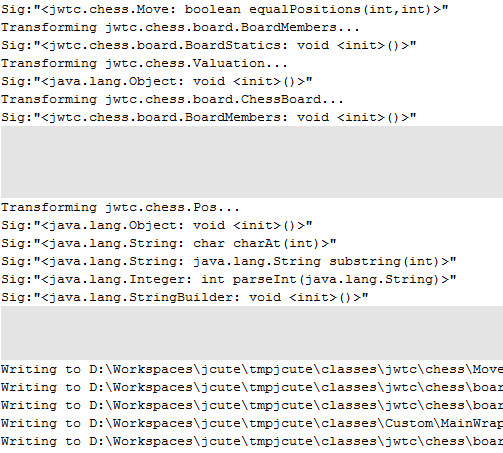 Sig:"<jwtc.chess.Move: boolean equalPositions(int,int)>"
Transforming jwtc.chess.board.BoardMembers...
Sig:"<jwtc.chess.board.BoardStatics: void <init>()>"
Transforming jwtc.chess.Valuation...
Sig:"<java.lang.Object: void <init>()>"
Transforming jwtc.chess.board.ChessBoard...
Sig:"<jwtc.chess.board.BoardMembers: void <init>()>"
Transforming jwtc.chess.Pos...
Sig:"<java.lang.Object: void <init>()>"
Sig:"<java.lang.String: char charAt(int)>"
Sig:"<java.lang.String: java.lang.String substring(int)>"
Sig:"<java.lang.Integer: int parseInt(java.lang.String)>"
Sig:"<java.lang.StringBuilder: void <init>()>"
Writing to D:\Workspaces\jcute\tmpjcute\classes\jwtc\chess\Move
Writing to D:\Workspaces\jcute\tmpjcute\classes\jwtc\chess\boar
Writing to D:\Workspaces\jcute\tmpjcute\classes\jwtc\chess\boar
Writing to D:\Workspaces\jcute\tmpjcute\classes\Custom\MainWrap
Writing to D:\Workspaces\jcute\tmpjcute\classes\jwtc\chess\boar